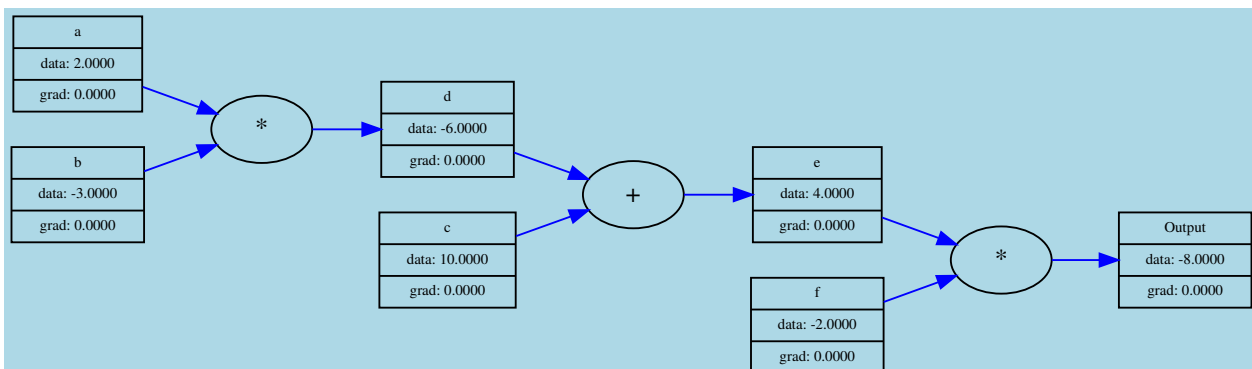 a
data: 2.0000
grad: 0.0000
b
data: -3.0000
grad: 0.0000
*
d
data: -6.0000
grad: 0.0000
c
data: 10.0000
grad: 0.0000
+
e
data: 4.0000
grad: 0.0000
f
data: -2.0000
grad: 0.0000
*
Output
data: -8.0000
grad: 0.0000